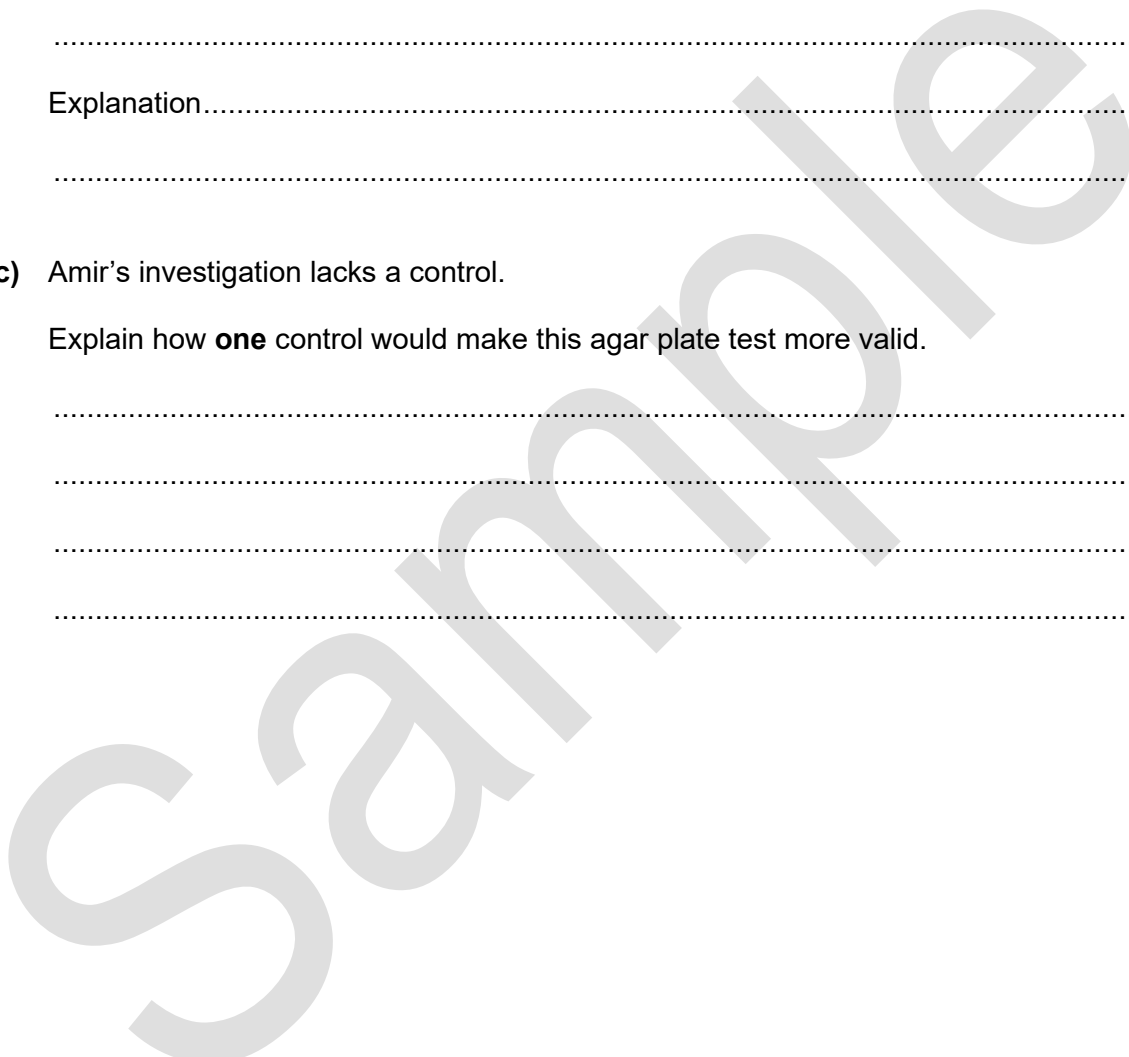 ................................................................................................................................
Explanation..............................................................................................................
................................................................................................................................
c) Amir’s investigation lacks a control.
Explain how one control would make this agar plate test more valid.
................................................................................................................................
................................................................................................................................
................................................................................................................................
................................................................................................................................
Sample